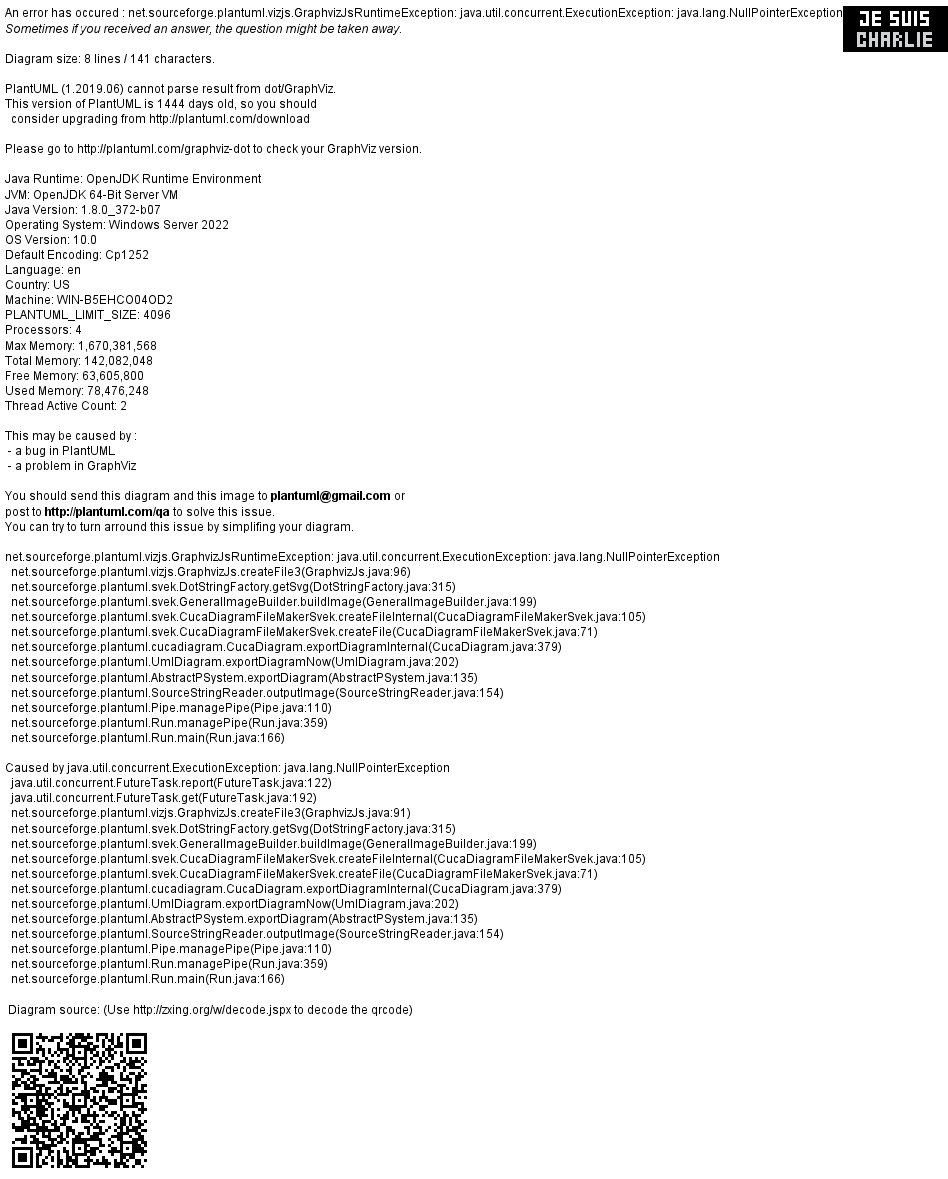 An error has occured : net.sourceforge.plantuml.vizjs.GraphvizJsRuntimeException: java.util.concurrent.ExecutionException: java.lang.NullPointerException
JE SUIS
CHARLIE
Sometimes if you received an answer, the question might be taken away.
Diagram size: 8 lines / 141 characters.
PlantUML (1.2019.06) cannot parse result from dot/GraphViz.
This version of PlantUML is 1444 days old, so you should
consider upgrading from http://plantuml.com/download
Please go to http://plantuml.com/graphviz-dot to check your GraphViz version.
Java Runtime: OpenJDK Runtime Environment
JVM: OpenJDK 64-Bit Server VM
Java Version: 1.8.0_372-b07
Operating System: Windows Server 2022
OS Version: 10.0
Default Encoding: Cp1252
Language: en
Country: US
Machine: WIN-B5EHCO04OD2
PLANTUML_LIMIT_SIZE: 4096
Processors: 4
Max Memory: 1,670,381,568
Total Memory: 142,082,048
Free Memory: 63,605,800
Used Memory: 78,476,248
Thread Active Count: 2
This may be caused by :
- a bug in PlantUML
- a problem in GraphViz
You should send this diagram and this image to plantuml@gmail.com or
post to http://plantuml.com/qa to solve this issue.
You can try to turn arround this issue by simplifing your diagram.
net.sourceforge.plantuml.vizjs.GraphvizJsRuntimeException: java.util.concurrent.ExecutionException: java.lang.NullPointerException
net.sourceforge.plantuml.vizjs.GraphvizJs.createFile3(GraphvizJs.java:96)
net.sourceforge.plantuml.svek.DotStringFactory.getSvg(DotStringFactory.java:315)
net.sourceforge.plantuml.svek.GeneralImageBuilder.buildImage(GeneralImageBuilder.java:199)
net.sourceforge.plantuml.svek.CucaDiagramFileMakerSvek.createFileInternal(CucaDiagramFileMakerSvek.java:105)
net.sourceforge.plantuml.svek.CucaDiagramFileMakerSvek.createFile(CucaDiagramFileMakerSvek.java:71)
net.sourceforge.plantuml.cucadiagram.CucaDiagram.exportDiagramInternal(CucaDiagram.java:379)
net.sourceforge.plantuml.UmlDiagram.exportDiagramNow(UmlDiagram.java:202)
net.sourceforge.plantuml.AbstractPSystem.exportDiagram(AbstractPSystem.java:135)
net.sourceforge.plantuml.SourceStringReader.outputImage(SourceStringReader.java:154)
net.sourceforge.plantuml.Pipe.managePipe(Pipe.java:110)
net.sourceforge.plantuml.Run.managePipe(Run.java:359)
net.sourceforge.plantuml.Run.main(Run.java:166)
Caused by java.util.concurrent.ExecutionException: java.lang.NullPointerException
java.util.concurrent.FutureTask.report(FutureTask.java:122)
java.util.concurrent.FutureTask.get(FutureTask.java:192)
net.sourceforge.plantuml.vizjs.GraphvizJs.createFile3(GraphvizJs.java:91)
net.sourceforge.plantuml.svek.DotStringFactory.getSvg(DotStringFactory.java:315)
net.sourceforge.plantuml.svek.GeneralImageBuilder.buildImage(GeneralImageBuilder.java:199)
net.sourceforge.plantuml.svek.CucaDiagramFileMakerSvek.createFileInternal(CucaDiagramFileMakerSvek.java:105)
net.sourceforge.plantuml.svek.CucaDiagramFileMakerSvek.createFile(CucaDiagramFileMakerSvek.java:71)
net.sourceforge.plantuml.cucadiagram.CucaDiagram.exportDiagramInternal(CucaDiagram.java:379)
net.sourceforge.plantuml.UmlDiagram.exportDiagramNow(UmlDiagram.java:202)
net.sourceforge.plantuml.AbstractPSystem.exportDiagram(AbstractPSystem.java:135)
net.sourceforge.plantuml.SourceStringReader.outputImage(SourceStringReader.java:154)
net.sourceforge.plantuml.Pipe.managePipe(Pipe.java:110)
net.sourceforge.plantuml.Run.managePipe(Run.java:359)
net.sourceforge.plantuml.Run.main(Run.java:166)
Diagram source: (Use http://zxing.org/w/decode.jspx to decode the qrcode)